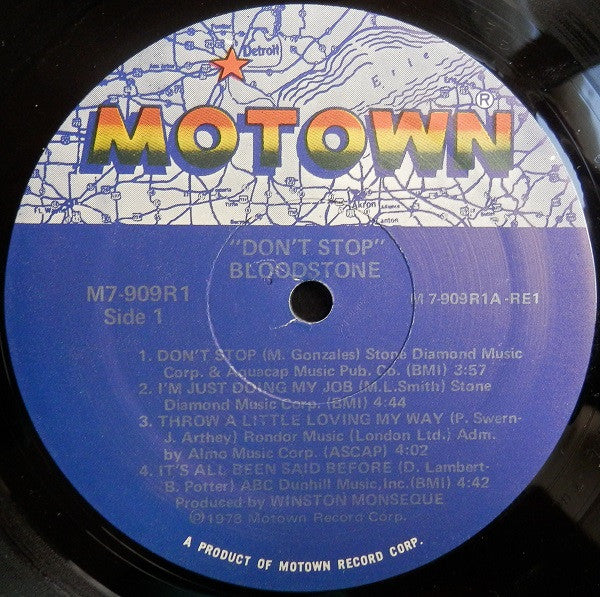 Detroit
Erie
MOTOWN®
Akron
Canton
"DON'T STOP"
BLOODSTONE
M7-909R1
Side 1
M 7-909R1A-RE1
1. DON'T STOP (M. Gonzales) Stone Diamond Music
Corp. & Aquacap Music Pub. Co. (BMI) 3:57
2. I'M JUST DOING MY JOB (M.L.Smith) Stone
Diamond Music Corp. (BMI) 4:44
3. THROW A LITTLE LOVING MY WAY (P. Swern-
J. Arthey) Rondor Music (London Ltd.) Adm.
by Almo Music Corp. (ASCAP) 4:02
4. IT'S ALL BEEN SAID BEFORE (D. Lambert-
B. Potter) ABC Dunhill Music,Inc.(BMI) 4:42
Produced by WINSTON MONSEQUE
℗1978 Motown Record Corp.
A PRODUCT OF MOTOWN RECORD CORP.